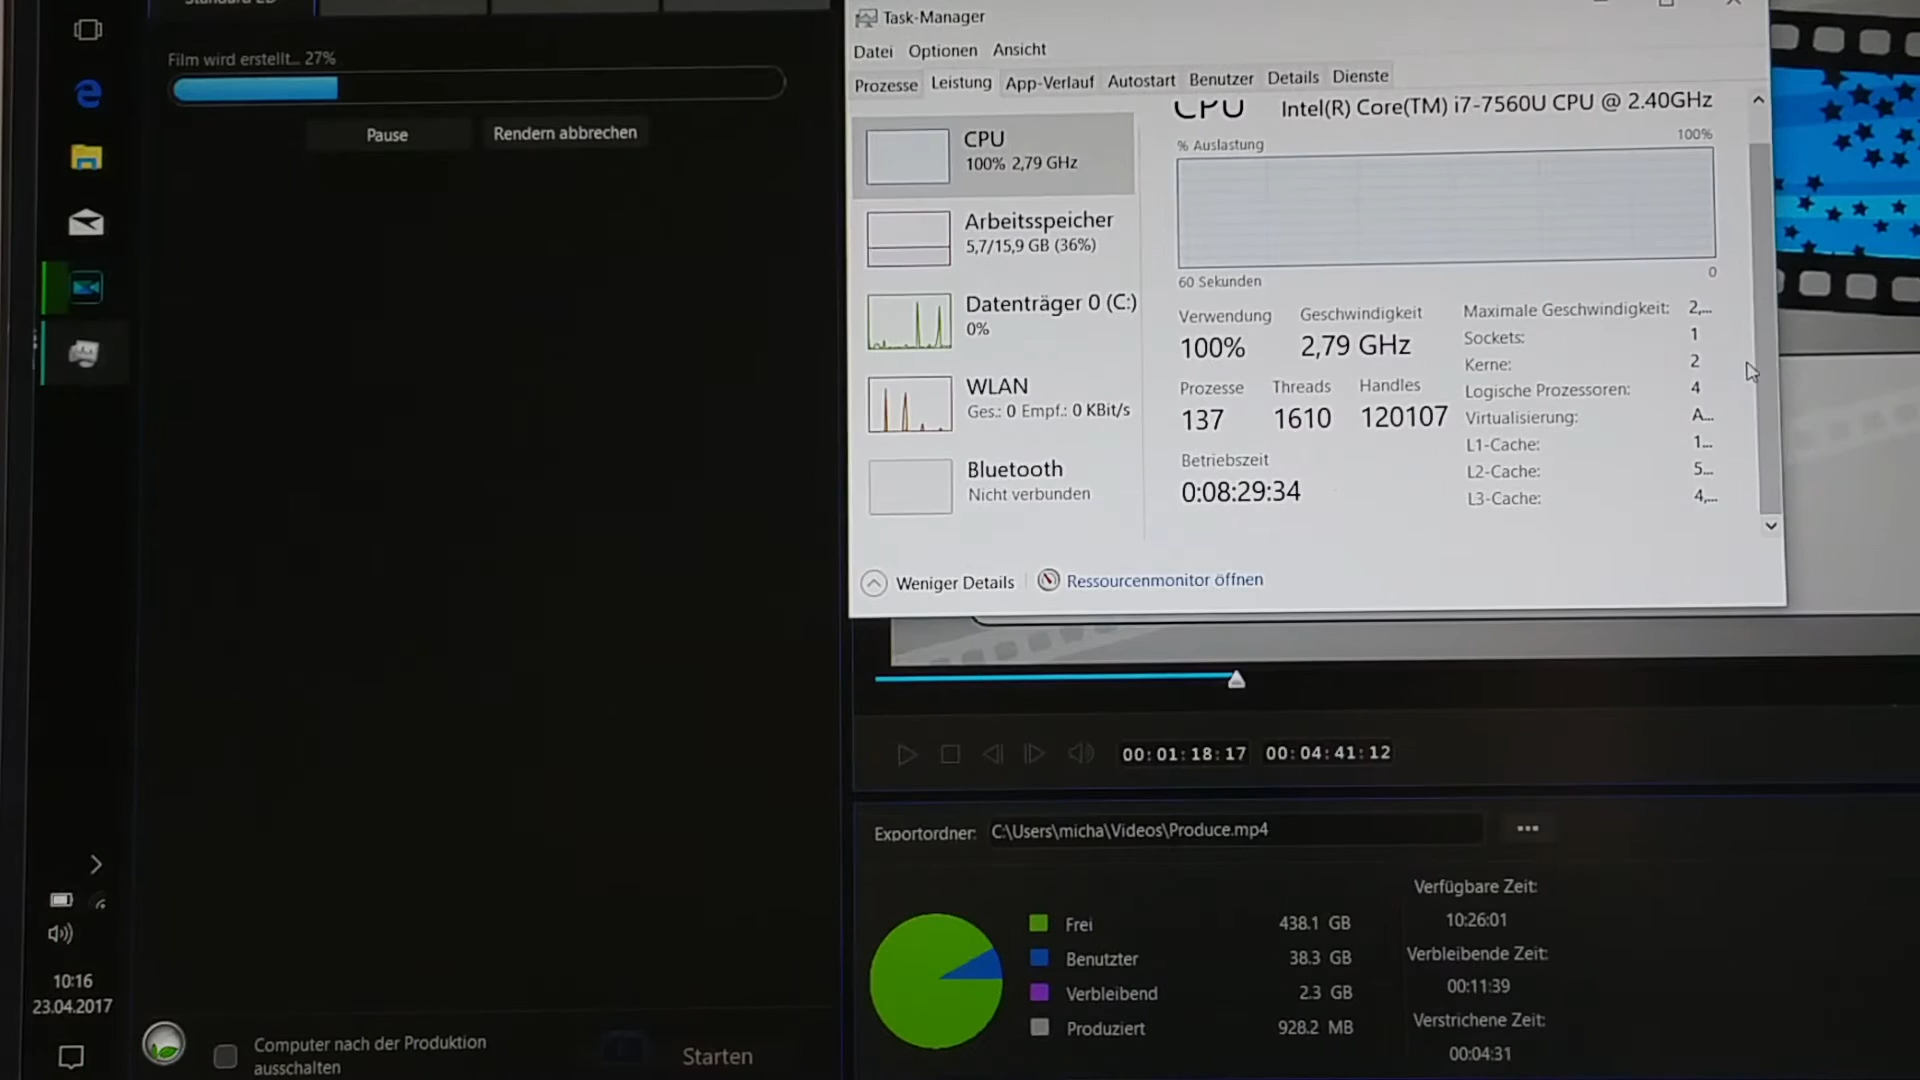 Film wird erstellt... 27%
Pause
Rendern abbrechen
Task-Manager
Datei Optionen Ansicht
Prozesse Leistung App-Verlauf Autostart Benutzer Details Dienste
CPU
100% 2,79 GHz
Arbeitsspeicher
5,7/15,9 GB (36%)
Datenträger 0 (C:)
0%
WLAN
Ges.: 0 Empf.: 0 KBit/s
Bluetooth
Nicht verbunden
CPU Intel(R) Core(TM) i7-7560U CPU @ 2.40GHz
% Auslastung 100%
60 Sekunden 0
Verwendung Geschwindigkeit
100% 2,79 GHz
Prozesse Threads Handles
137 1610 120107
Betriebszeit
0:08:29:34
Maximale Geschwindigkeit: 2,...
Sockets: 1
Kerne: 2
Logische Prozessoren: 4
Virtualisierung: A...
L1-Cache: 1...
L2-Cache: 5...
L3-Cache: 4,...
Weniger Details
Ressourcenmonitor öffnen
00:01:18:17 00:04:41:12
Exportordner: C:\Users\micha\Videos\Produce.mp4 ...
Frei 438.1 GB
Benutzter 38.3 GB
Verbleibend 2.3 GB
Produziert 928.2 MB
Verfügbare Zeit:
10:26:01
Verbleibende Zeit:
00:11:39
Verstrichene Zeit:
00:04:31
10:16
23.04.2017
Computer nach der Produktion
ausschalten
Starten